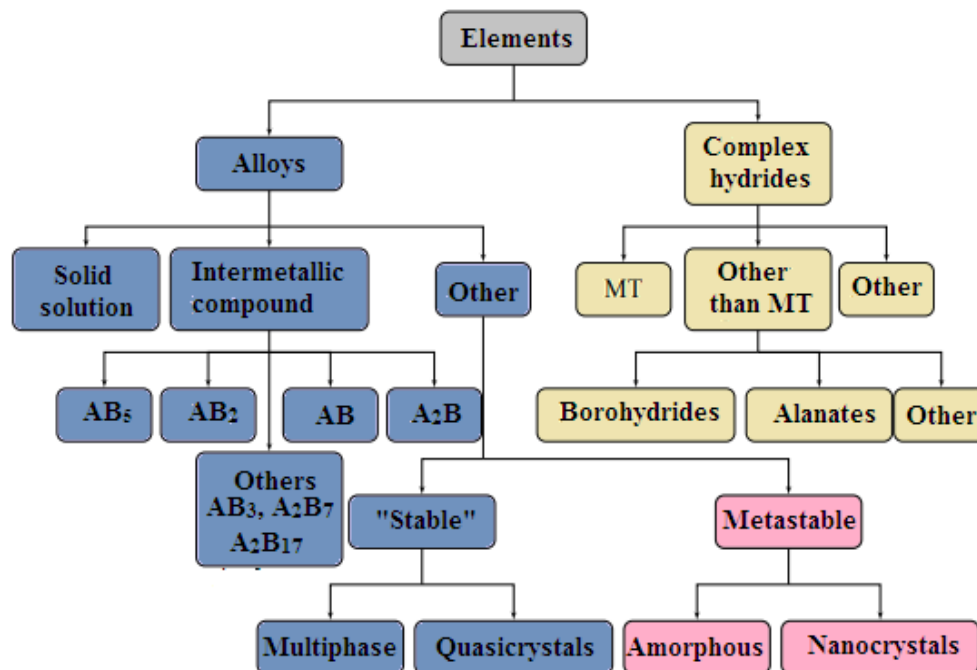 Elements
Alloys
Complex
hydrides
Solid
solution
Intermetallic
compound
Other
MT
Other
than MT
Other
AB₅
AB₂
AB
A₂B
Borohydrides
Alanates
Other
Others
AB₃, A₂B₇
A₂B₁₇
"Stable"
Metastable
Multiphase
Quasicrystals
Amorphous
Nanocrystals